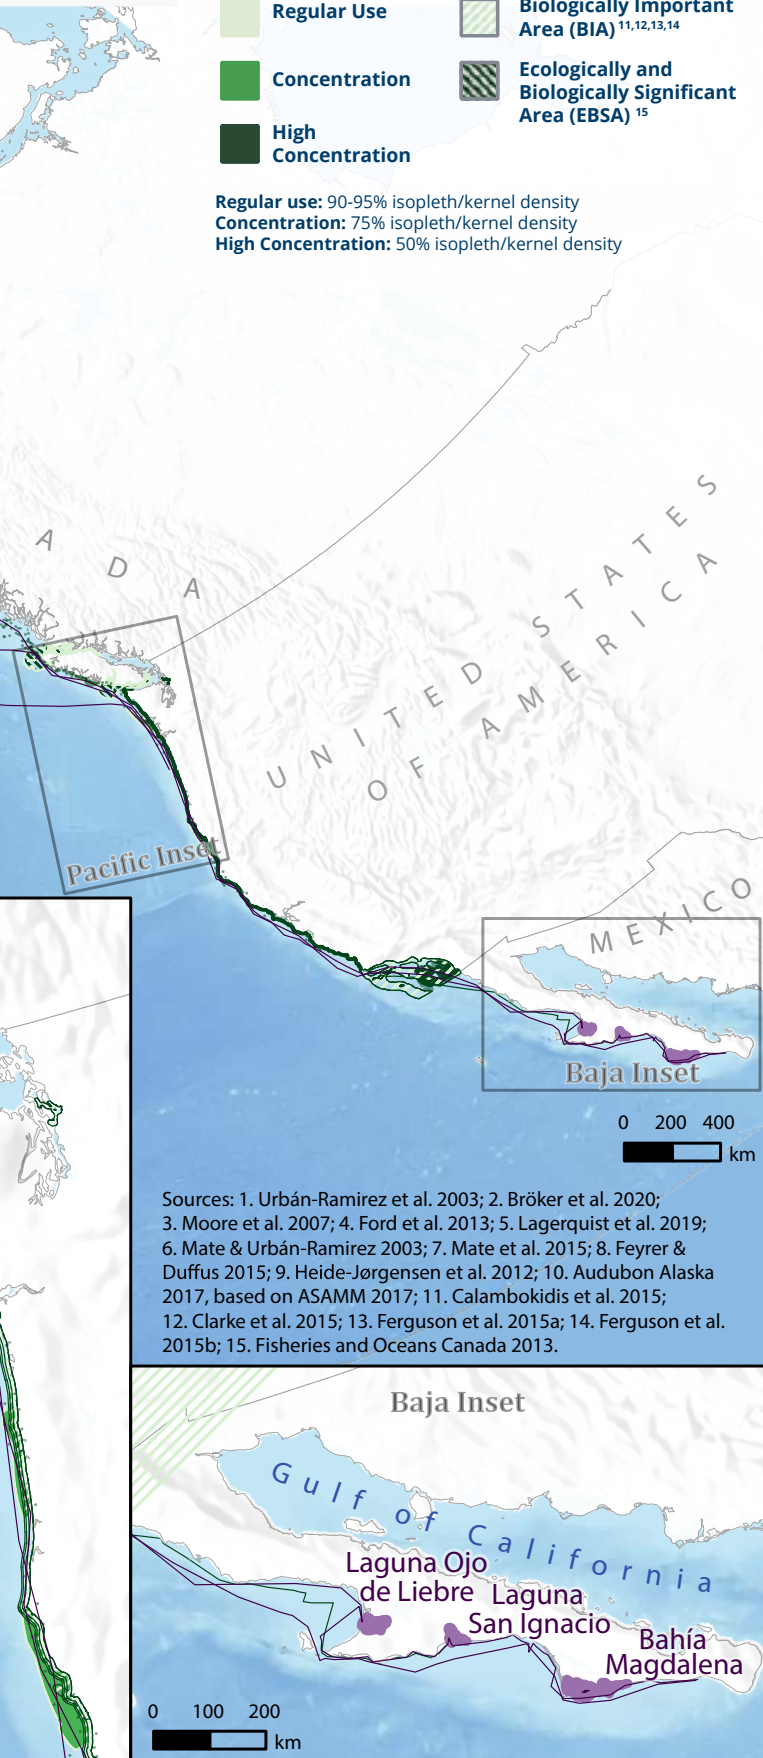 Regular Use
Biologically Important
Area (BIA) 11,12,13,14
Concentration
Ecologically and
Biologically Significant
Area (EBSA) 15
High
Concentration
Regular use: 90-95% isopleth/kernel density
Concentration: 75% isopleth/kernel density
High Concentration: 50% isopleth/kernel density
A D A
UNITED STATES
OF AMERICA
Pacific Inset
MEXICO
Baja Inset
0 200 400
km
Sources: 1. Urbán-Ramirez et al. 2003; 2. Bröker et al. 2020;
3. Moore et al. 2007; 4. Ford et al. 2013; 5. Lagerquist et al. 2019;
6. Mate & Urbán-Ramirez 2003; 7. Mate et al. 2015; 8. Feyrer &
Duffus 2015; 9. Heide-Jørgensen et al. 2012; 10. Audubon Alaska
2017, based on ASAMM 2017; 11. Calambokidis et al. 2015;
12. Clarke et al. 2015; 13. Ferguson et al. 2015a; 14. Ferguson et al.
2015b; 15. Fisheries and Oceans Canada 2013.
Baja Inset
Gulf of California
Laguna Ojo
de Liebre
Laguna
San Ignacio
Bahía
Magdalena
0 100 200
km